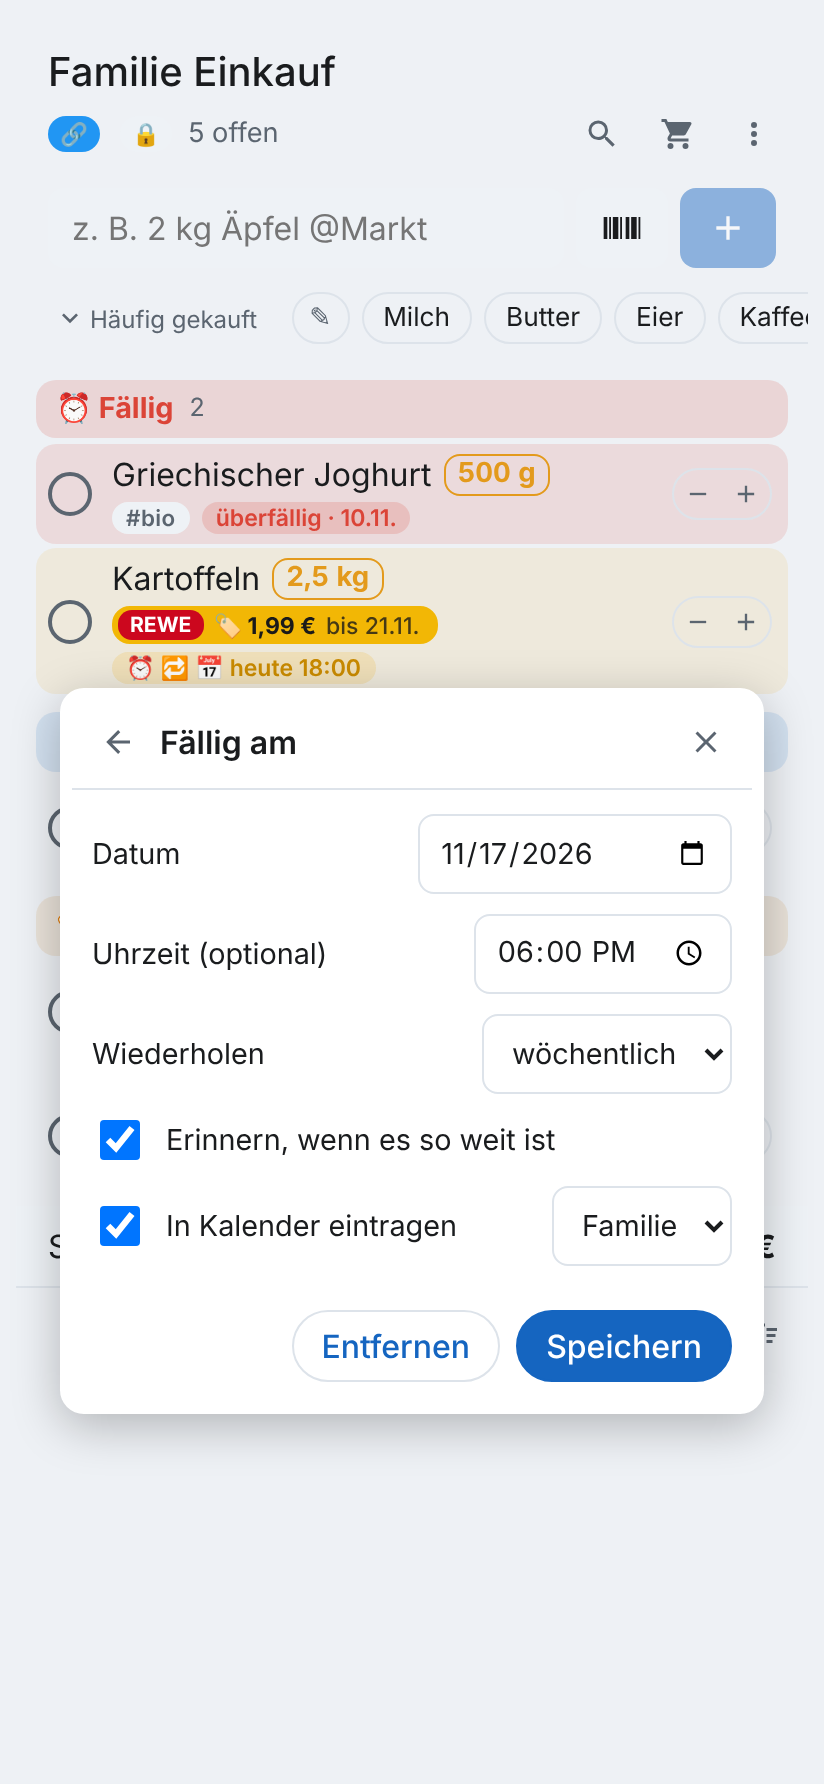 Familie Einkauf
5 offen
z. B. 2 kg Äpfel @Markt
Häufig gekauft
Milch
Butter
Eier
Fällig 2
Griechischer Joghurt 500 g
#bio
überfällig · 10.11.
Kartoffeln 2,5 kg
REWE 1,99 € bis 21.11.
heute 18:00
Fällig am
Datum
11/17/2026
Uhrzeit (optional)
06:00 PM
Wiederholen
wöchentlich
Erinnern, wenn es so weit ist
In Kalender eintragen
Familie
€
Entfernen
Speichern